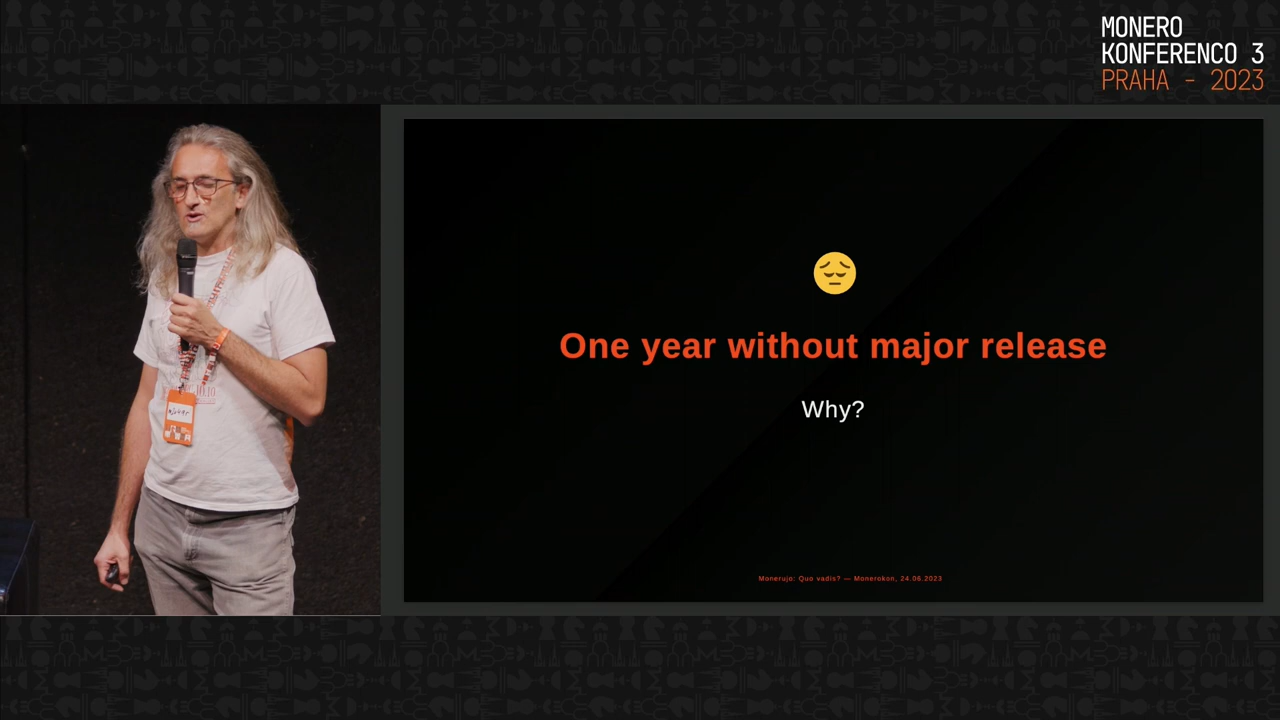 MONERO
KONFERENCO 3
PRAHA - 2023
One year without major release
Why?
Monerujo: Quo vadis? — Monerokon, 24.06.2023